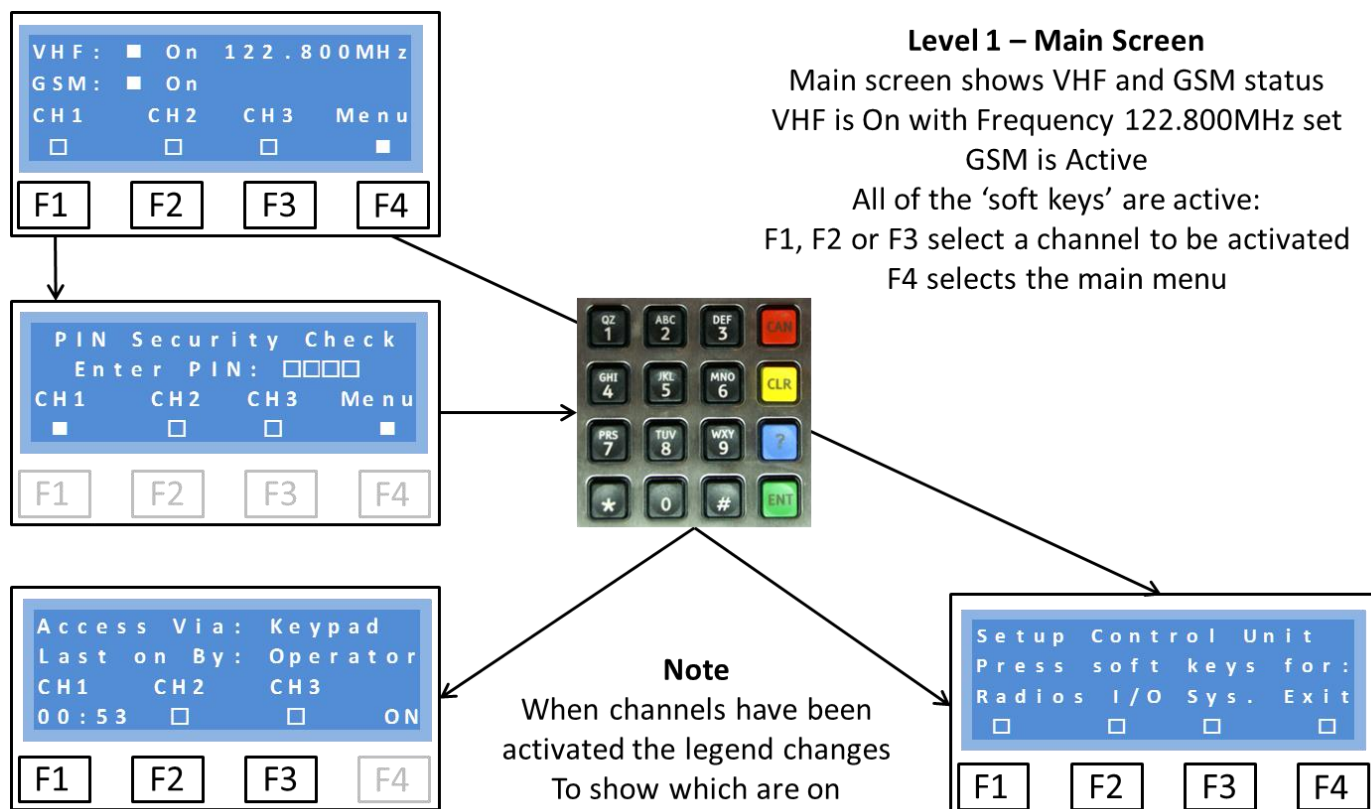 VHF: ■ On 122.800MHz
GSM: ■ On
CH1 CH2 CH3 Menu
□ □ □ ■
F1 F2 F3 F4
Level 1 – Main Screen
Main screen shows VHF and GSM status
VHF is On with Frequency 122.800MHz set
GSM is Active
All of the ‘soft keys’ are active:
F1, F2 or F3 select a channel to be activated
F4 selects the main menu
PIN Security Check
Enter PIN: □□□□
CH1 CH2 CH3 Menu
■ □ □ ■
F1 F2 F3 F4
QZ ABC DEF
1 2 3 CAN
GHI JKL MNO
4 5 6 CLR
PRS TUV WXY
7 8 9 ?
* 0 # ENT
Access Via: Keypad
Last on By: Operator
CH1 CH2 CH3
00:53 □ □ ON
F1 F2 F3 F4
Note
When channels have been
activated the legend changes
To show which are on
Setup Control Unit
Press soft keys for:
Radios I/O Sys. Exit
□ □ □ □
F1 F2 F3 F4